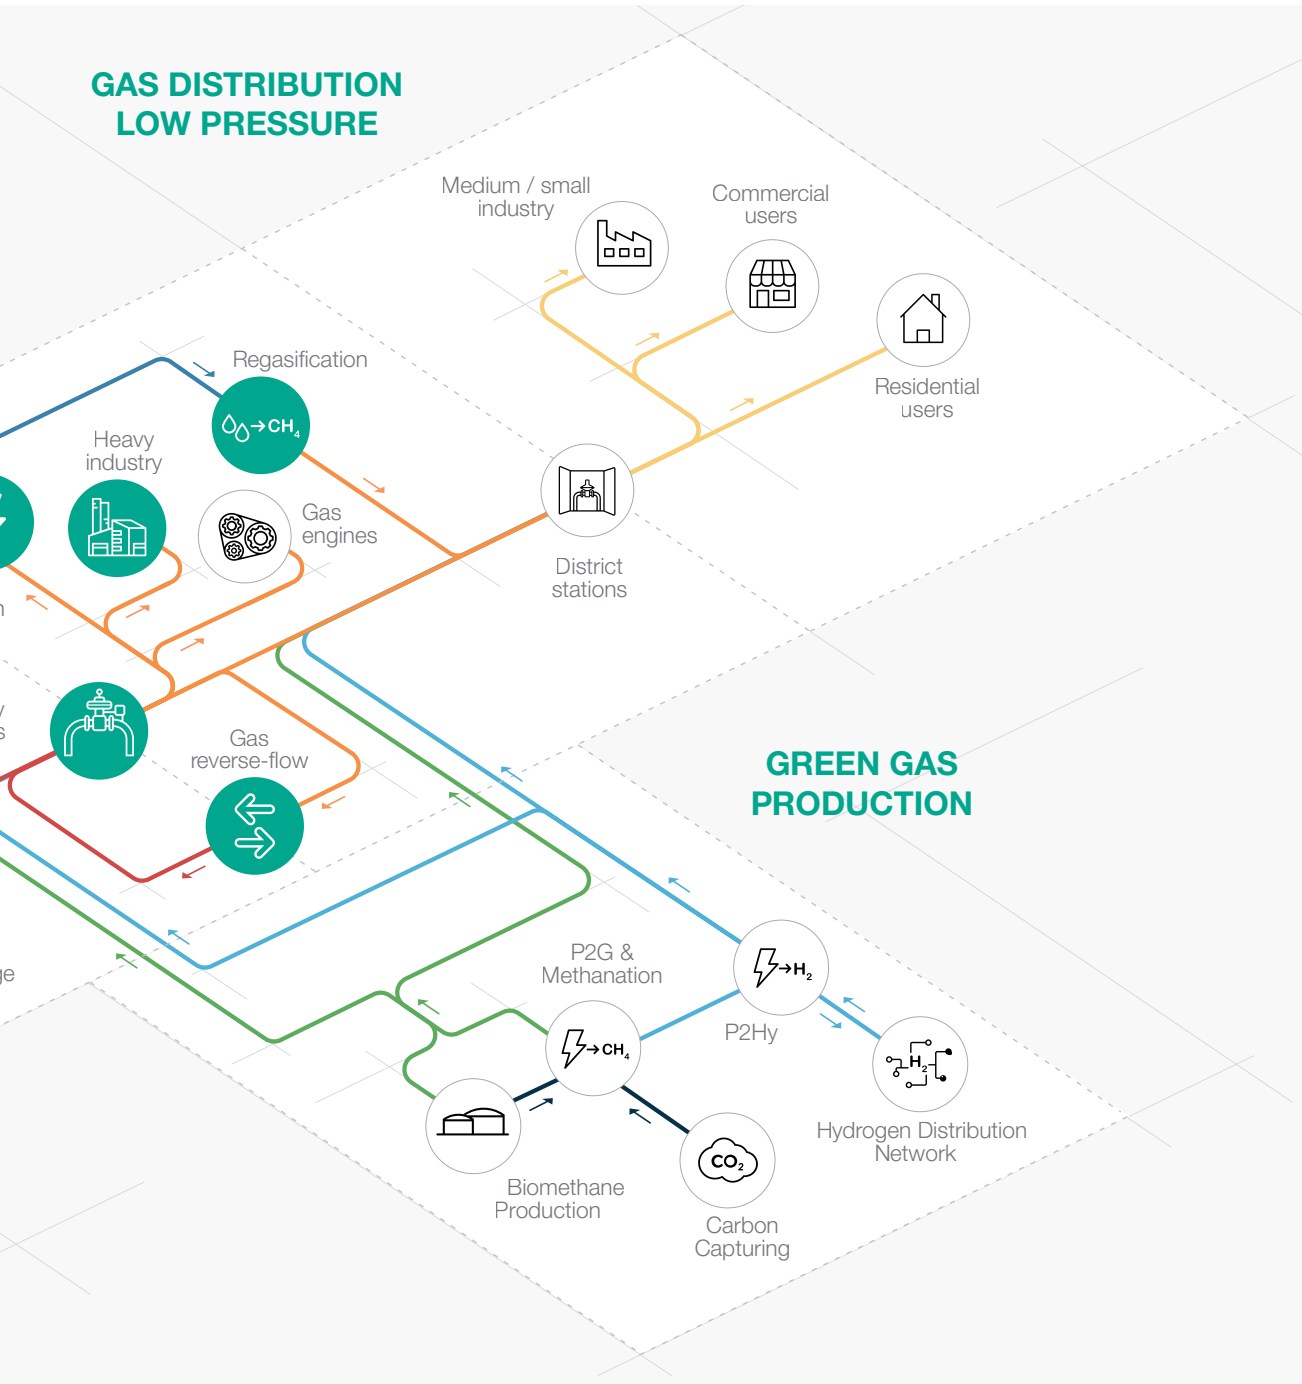 GAS DISTRIBUTION
LOW PRESSURE
Medium / small
industry
Commercial
users
Residential
users
Regasification
CH4
Heavy
industry
Gas
engines
District
stations
Gas
reverse-flow
GREEN GAS
PRODUCTION
P2G &
Methanation
CH4
H2
P2Hy
H2
Hydrogen Distribution
Network
Biomethane
Production
CO2
Carbon
Capturing